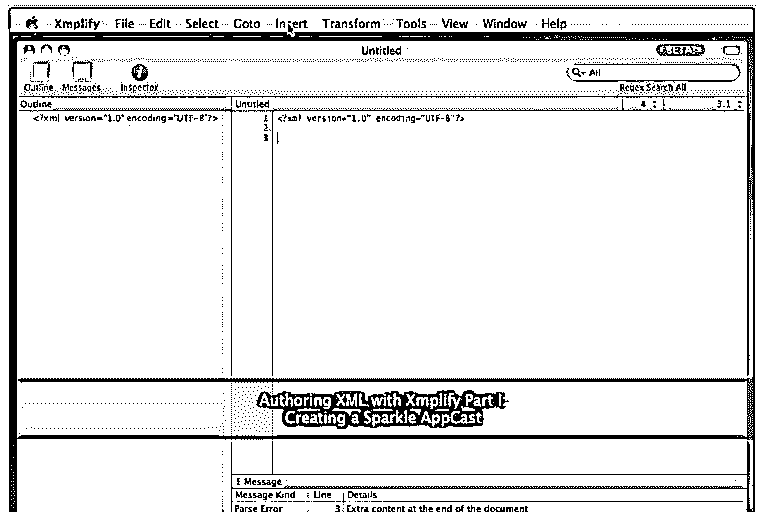 Xmplify File Edit Select Goto Insert Transform Tools View Window Help
Untitled BETA
All
Outline Messages Inspector Regex Search All
Outline Untitled 4 3.1
<?xml version="1.0" encoding="UTF-8"?> 1 <?xml version="1.0" encoding="UTF-8"?>
2
3
Authoring XML with Xmplify Part I-
Creating a Sparkle AppCast
1 Message
Message Kind Line Details
Parse Error 3 Extra content at the end of the document